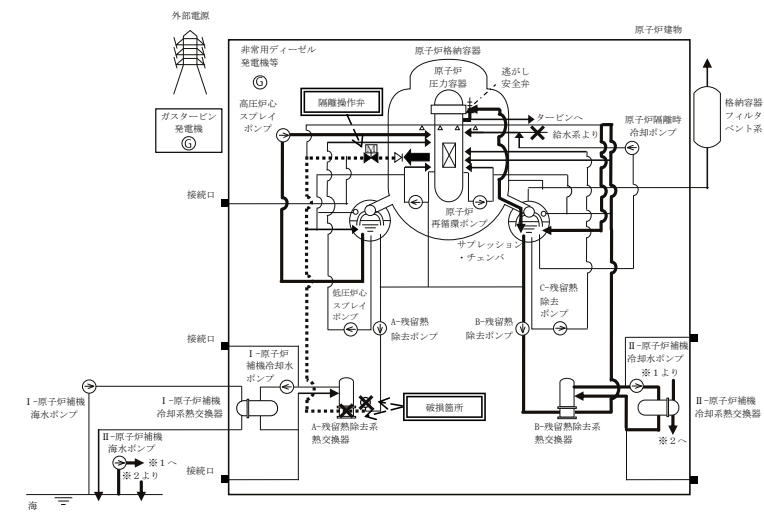 外部電源
原子炉建物
非常用ディーゼル
発電機等
G
原子炉格納容器
原子炉
圧力容器
逃がし
安全弁
ガスタービン
発電機
G
高圧炉心
スプレイ
ポンプ
隔離操作弁
タービンへ
給水系より
原子炉隔離時
冷却ポンプ
格納容器
フィルタ
ベント系
接続口
原子炉
再循環ポンプ
サプレッション
・チェンバ
低圧炉心
スプレイ
ポンプ
A-残留熱
除去ポンプ
B-残留熱
除去ポンプ
C-残留熱
除去
ポンプ
接続口
Ⅰ-原子炉
補機冷却水
ポンプ
Ⅱ-原子炉補機
冷却水ポンプ
※1より
Ⅰ-原子炉補機
海水ポンプ
Ⅰ-原子炉補機
冷却系熱交換器
破損箇所
Ⅱ-原子炉補機
冷却系熱交換器
A-残留熱除去系
熱交換器
B-残留熱除去系
熱交換器
※2へ
Ⅱ-原子炉補機
海水ポンプ
※1へ
※2より
接続口
海